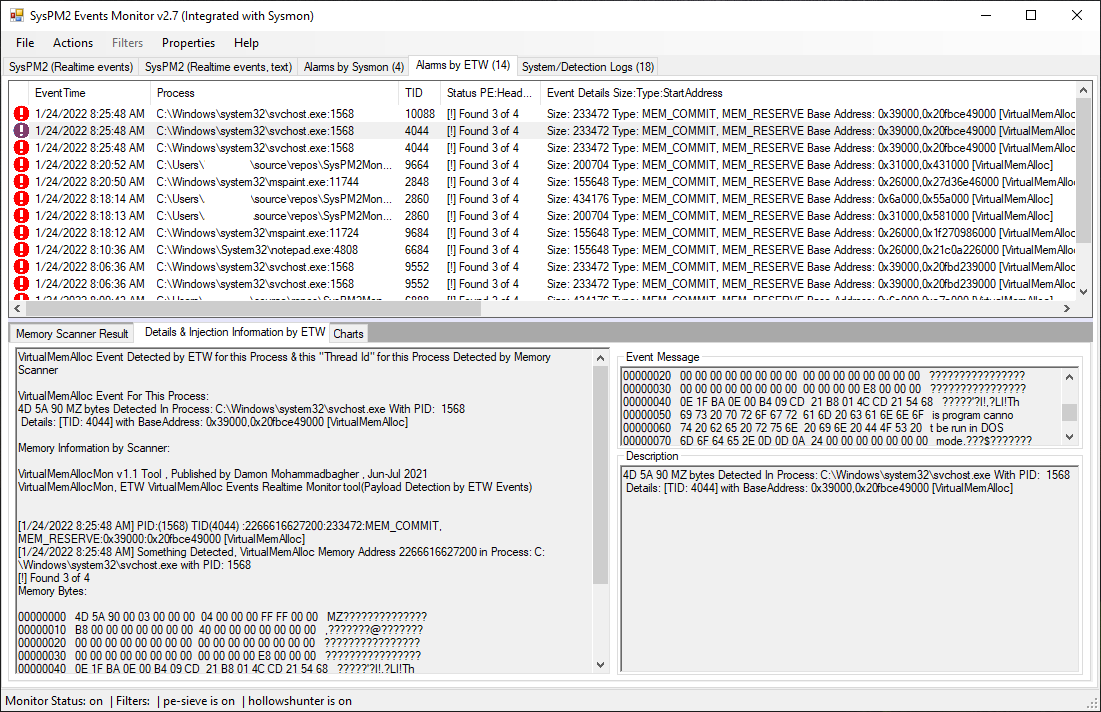 SysPM2 Events Monitor v2.7 (Integrated with Sysmon)
File Actions Filters Properties Help
SysPM2 (Realtime events) SysPM2 (Realtime events, text) Alarms by Sysmon (4) Alarms by ETW (14) System/Detection Logs (18)
EventTime Process TID Status PE:Head... Event Details Size:Type:StartAddress
1/24/2022 8:25:48 AM C:\Windows\system32\svchost.exe:1568 10088 [!] Found 3 of 4 Size: 233472 Type: MEM_COMMIT, MEM_RESERVE Base Address: 0x39000,0x20fbce49000 [VirtualMemAlloc
1/24/2022 8:25:48 AM C:\Windows\system32\svchost.exe:1568 4044 [!] Found 3 of 4 Size: 233472 Type: MEM_COMMIT, MEM_RESERVE Base Address: 0x39000,0x20fbce49000 [VirtualMemAlloc
1/24/2022 8:25:48 AM C:\Windows\system32\svchost.exe:1568 4044 [!] Found 3 of 4 Size: 233472 Type: MEM_COMMIT, MEM_RESERVE Base Address: 0x39000,0x20fbce49000 [VirtualMemAlloc
1/24/2022 8:20:52 AM C:\Users\ \source\repos\SysPM2Mon... 9664 [!] Found 3 of 4 Size: 200704 Type: MEM_COMMIT, MEM_RESERVE Base Address: 0x31000,0x431000 [VirtualMemAlloc]
1/24/2022 8:20:50 AM C:\Windows\system32\mspaint.exe:11744 2848 [!] Found 3 of 4 Size: 155648 Type: MEM_COMMIT, MEM_RESERVE Base Address: 0x26000,0x27d36e46000 [VirtualMemAlloc
1/24/2022 8:18:14 AM C:\Users\ \source\repos\SysPM2Mon... 2860 [!] Found 3 of 4 Size: 434176 Type: MEM_COMMIT, MEM_RESERVE Base Address: 0x6a000,0x55a000 [VirtualMemAlloc]
1/24/2022 8:18:13 AM C:\Users\ .source\repos\SysPM2Mon... 2860 [!] Found 3 of 4 Size: 200704 Type: MEM_COMMIT, MEM_RESERVE Base Address: 0x31000,0x581000 [VirtualMemAlloc]
1/24/2022 8:18:12 AM C:\Windows\system32\mspaint.exe:11724 9684 [!] Found 3 of 4 Size: 155648 Type: MEM_COMMIT, MEM_RESERVE Base Address: 0x26000,0x1f270986000 [VirtualMemAlloc
1/24/2022 8:10:36 AM C:\Windows\System32\notepad.exe:4808 6684 [!] Found 3 of 4 Size: 155648 Type: MEM_COMMIT, MEM_RESERVE Base Address: 0x26000,0x21c0a226000 [VirtualMemAlloc
1/24/2022 8:06:36 AM C:\Windows\system32\svchost.exe:1568 9552 [!] Found 3 of 4 Size: 233472 Type: MEM_COMMIT, MEM_RESERVE Base Address: 0x39000,0x20fbd239000 [VirtualMemAlloc
1/24/2022 8:06:36 AM C:\Windows\system32\svchost.exe:1568 9552 [!] Found 3 of 4 Size: 233472 Type: MEM_COMMIT, MEM_RESERVE Base Address: 0x39000,0x20fbd239000 [VirtualMemAlloc
Memory Scanner Result Details & Injection Information by ETW Charts
VirtualMemAlloc Event Detected by ETW for this Process & this "Thread Id" for this Process Detected by Memory
Scanner
VirtualMemAlloc Event For This Process:
4D 5A 90 MZ bytes Detected In Process: C:\Windows\system32\svchost.exe With PID: 1568
Details: [TID: 4044] with BaseAddress: 0x39000,0x20fbce49000 [VirtualMemAlloc]
Memory Information by Scanner:
VirtualMemAllocMon v1.1 Tool , Published by Damon Mohammadbagher , Jun-Jul 2021
VirtualMemAllocMon, ETW VirtualMemAlloc Events Realtime Monitor tool(Payload Detection by ETW Events)
[1/24/2022 8:25:48 AM] PID:(1568) TID(4044) :2266616627200:233472:MEM_COMMIT,
MEM_RESERVE:0x39000:0x20fbce49000 [VirtualMemAlloc]
[1/24/2022 8:25:48 AM] Something Detected, VirtualMemAlloc Memory Address 2266616627200 in Process: C:
\Windows\system32\svchost.exe with PID: 1568
[!] Found 3 of 4
Memory Bytes:
00000000 4D 5A 90 00 03 00 00 00 04 00 00 00 FF FF 00 00 MZ??????????????
00000010 B8 00 00 00 00 00 00 00 40 00 00 00 00 00 00 00 ,???????@???????
00000020 00 00 00 00 00 00 00 00 00 00 00 00 00 00 00 00 ????????????????
00000030 00 00 00 00 00 00 00 00 00 00 00 00 E8 00 00 00 ????????????????
00000040 0E 1F BA 0E 00 B4 09 CD 21 B8 01 4C CD 21 54 68 ?????'?I!,?LI!Th
Event Message
00000020 00 00 00 00 00 00 00 00 00 00 00 00 00 00 00 00 ????????????????
00000030 00 00 00 00 00 00 00 00 00 00 00 00 E8 00 00 00 ????????????????
00000040 0E 1F BA 0E 00 B4 09 CD 21 B8 01 4C CD 21 54 68 ?????'?I!,?LI!Th
00000050 69 73 20 70 72 6F 67 72 61 6D 20 63 61 6E 6E 6F is program canno
00000060 74 20 62 65 20 72 75 6E 20 69 6E 20 44 4F 53 20 t be run in DOS
00000070 6D 6F 64 65 2E 0D 0D 0A 24 00 00 00 00 00 00 00 mode.???$???????
Description
4D 5A 90 MZ bytes Detected In Process: C:\Windows\system32\svchost.exe With PID: 1568
Details: [TID: 4044] with BaseAddress: 0x39000,0x20fbce49000 [VirtualMemAlloc]
Monitor Status: on | Filters: | pe-sieve is on | hollowshunter is on